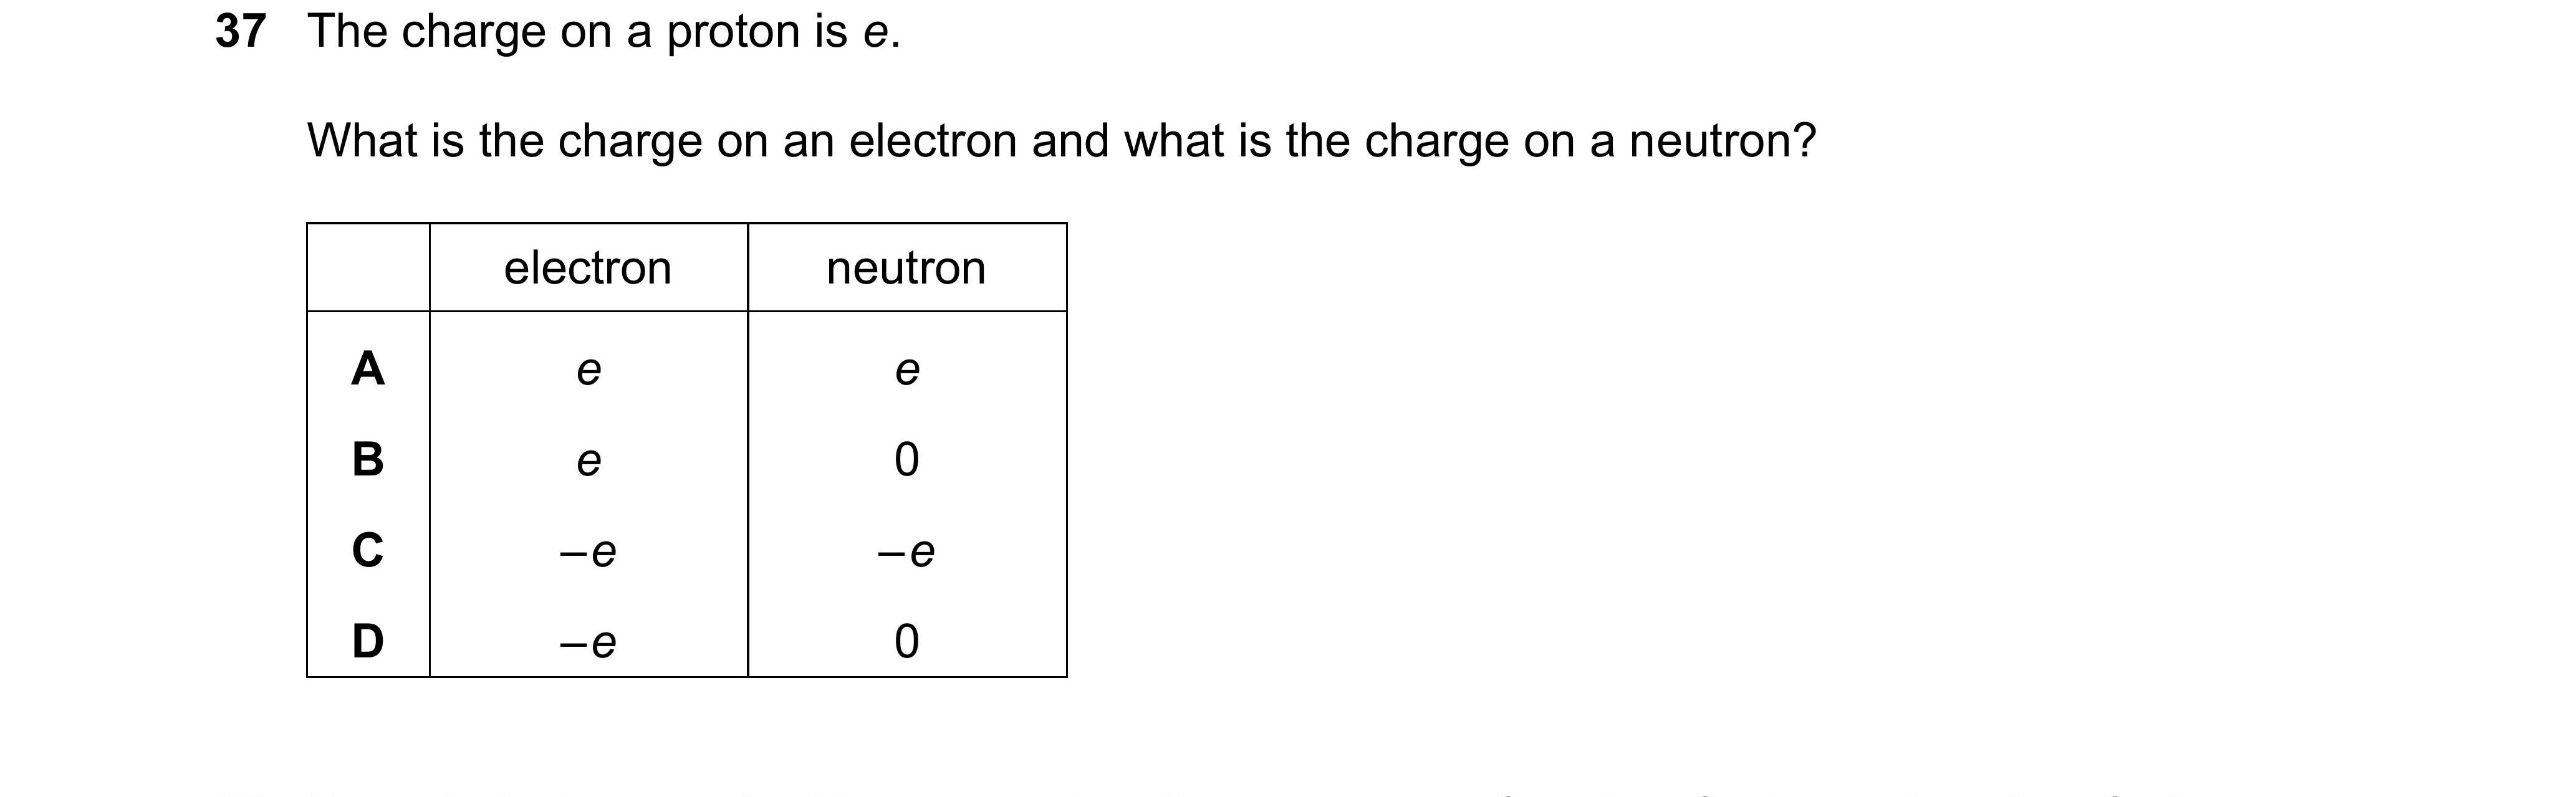 37 The charge on a proton is e.
What is the charge on an electron and what is the charge on a neutron?
electron neutron
A e e
B e 0
C –e –e
D –e 0